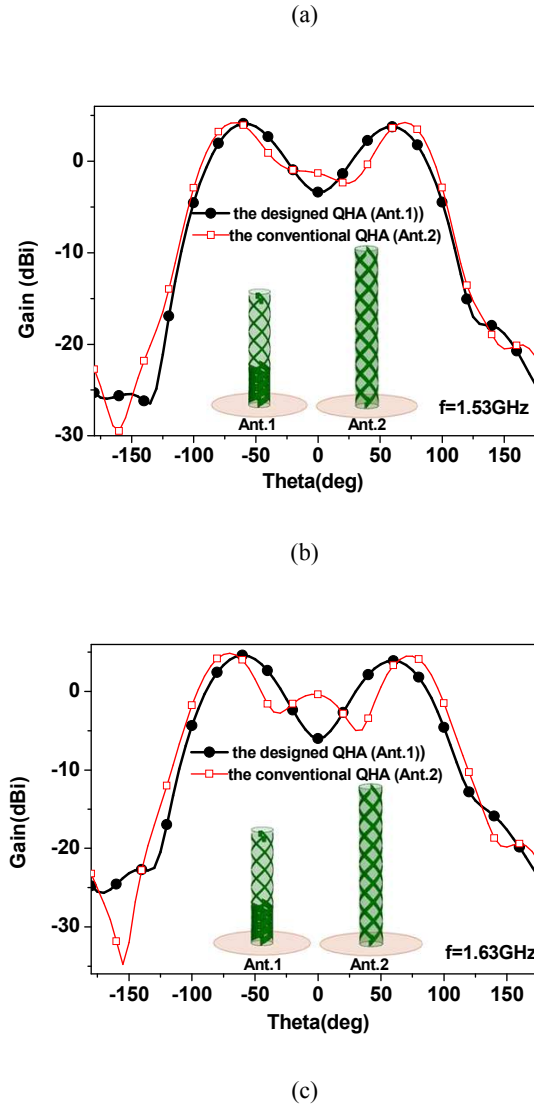 (a)
0
-10
-20
-30
Gain (dBi)
the designed QHA (Ant.1))
the conventional QHA (Ant.2)
Ant.1
Ant.2
f=1.53GHz
-150 -100 -50 0 50 100 150
Theta(deg)
(b)
0
-10
-20
-30
Gain(dBi)
the designed QHA (Ant.1))
the conventional QHA (Ant.2)
Ant.1
Ant.2
f=1.63GHz
-150 -100 -50 0 50 100 150
Theta(deg)
(c)